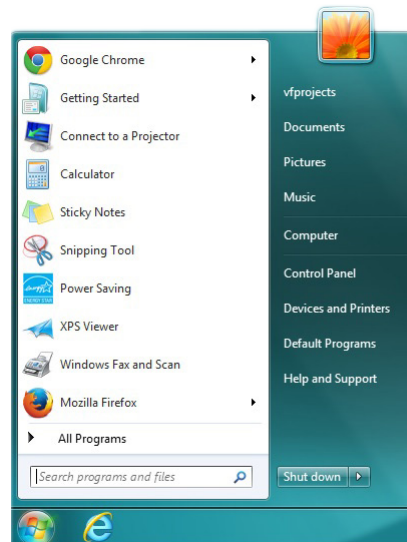 Google Chrome
Getting Started
Connect to a Projector
Calculator
Sticky Notes
Snipping Tool
Power Saving
XPS Viewer
Windows Fax and Scan
Mozilla Firefox
All Programs
Search programs and files
vfprojects
Documents
Pictures
Music
Computer
Control Panel
Devices and Printers
Default Programs
Help and Support
Shut down